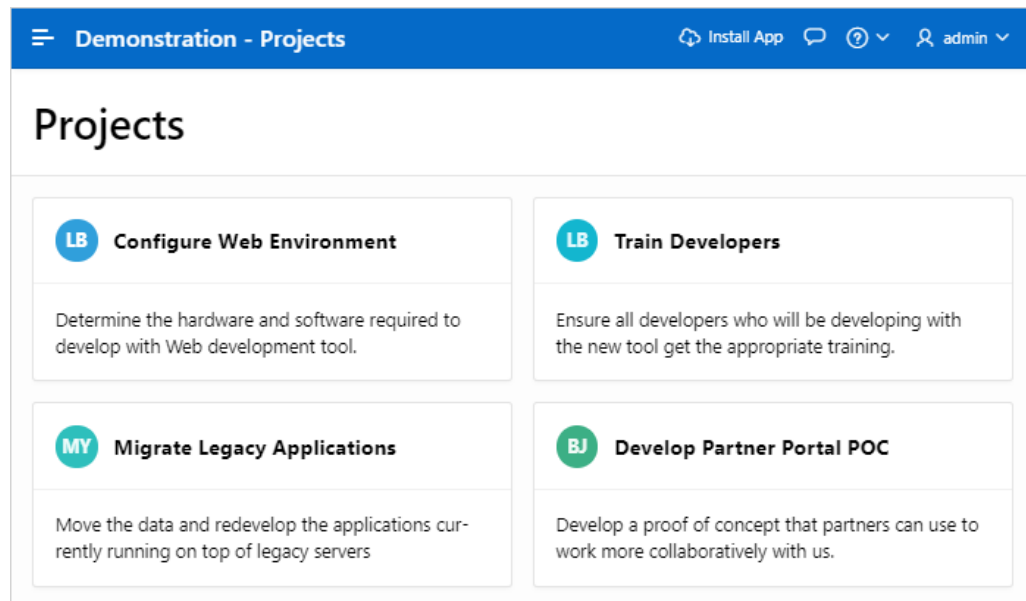 Demonstration - Projects
Install App
admin
Projects
LB
Configure Web Environment
Determine the hardware and software required to
develop with Web development tool.
LB
Train Developers
Ensure all developers who will be developing with
the new tool get the appropriate training.
MY
Migrate Legacy Applications
Move the data and redevelop the applications cur-
rently running on top of legacy servers
BJ
Develop Partner Portal POC
Develop a proof of concept that partners can use to
work more collaboratively with us.